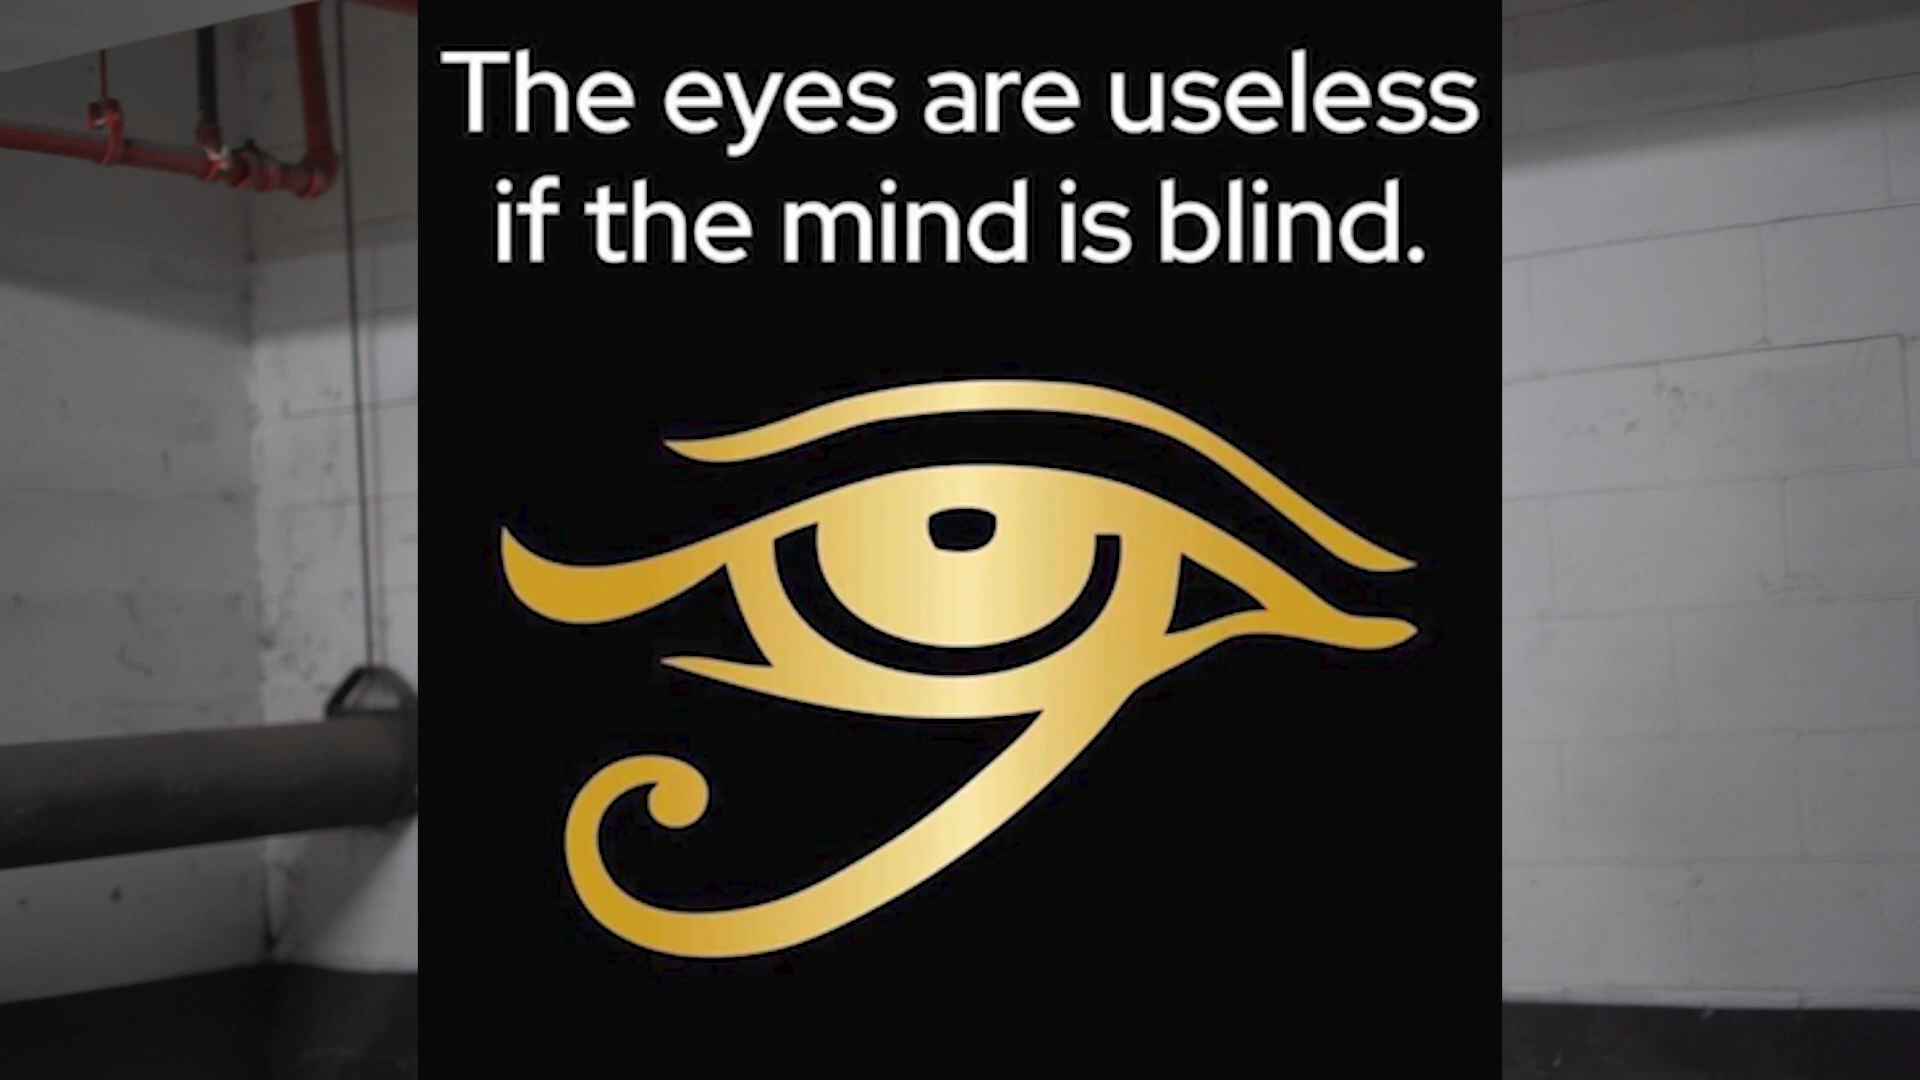 The eyes are useless
if the mind is blind.